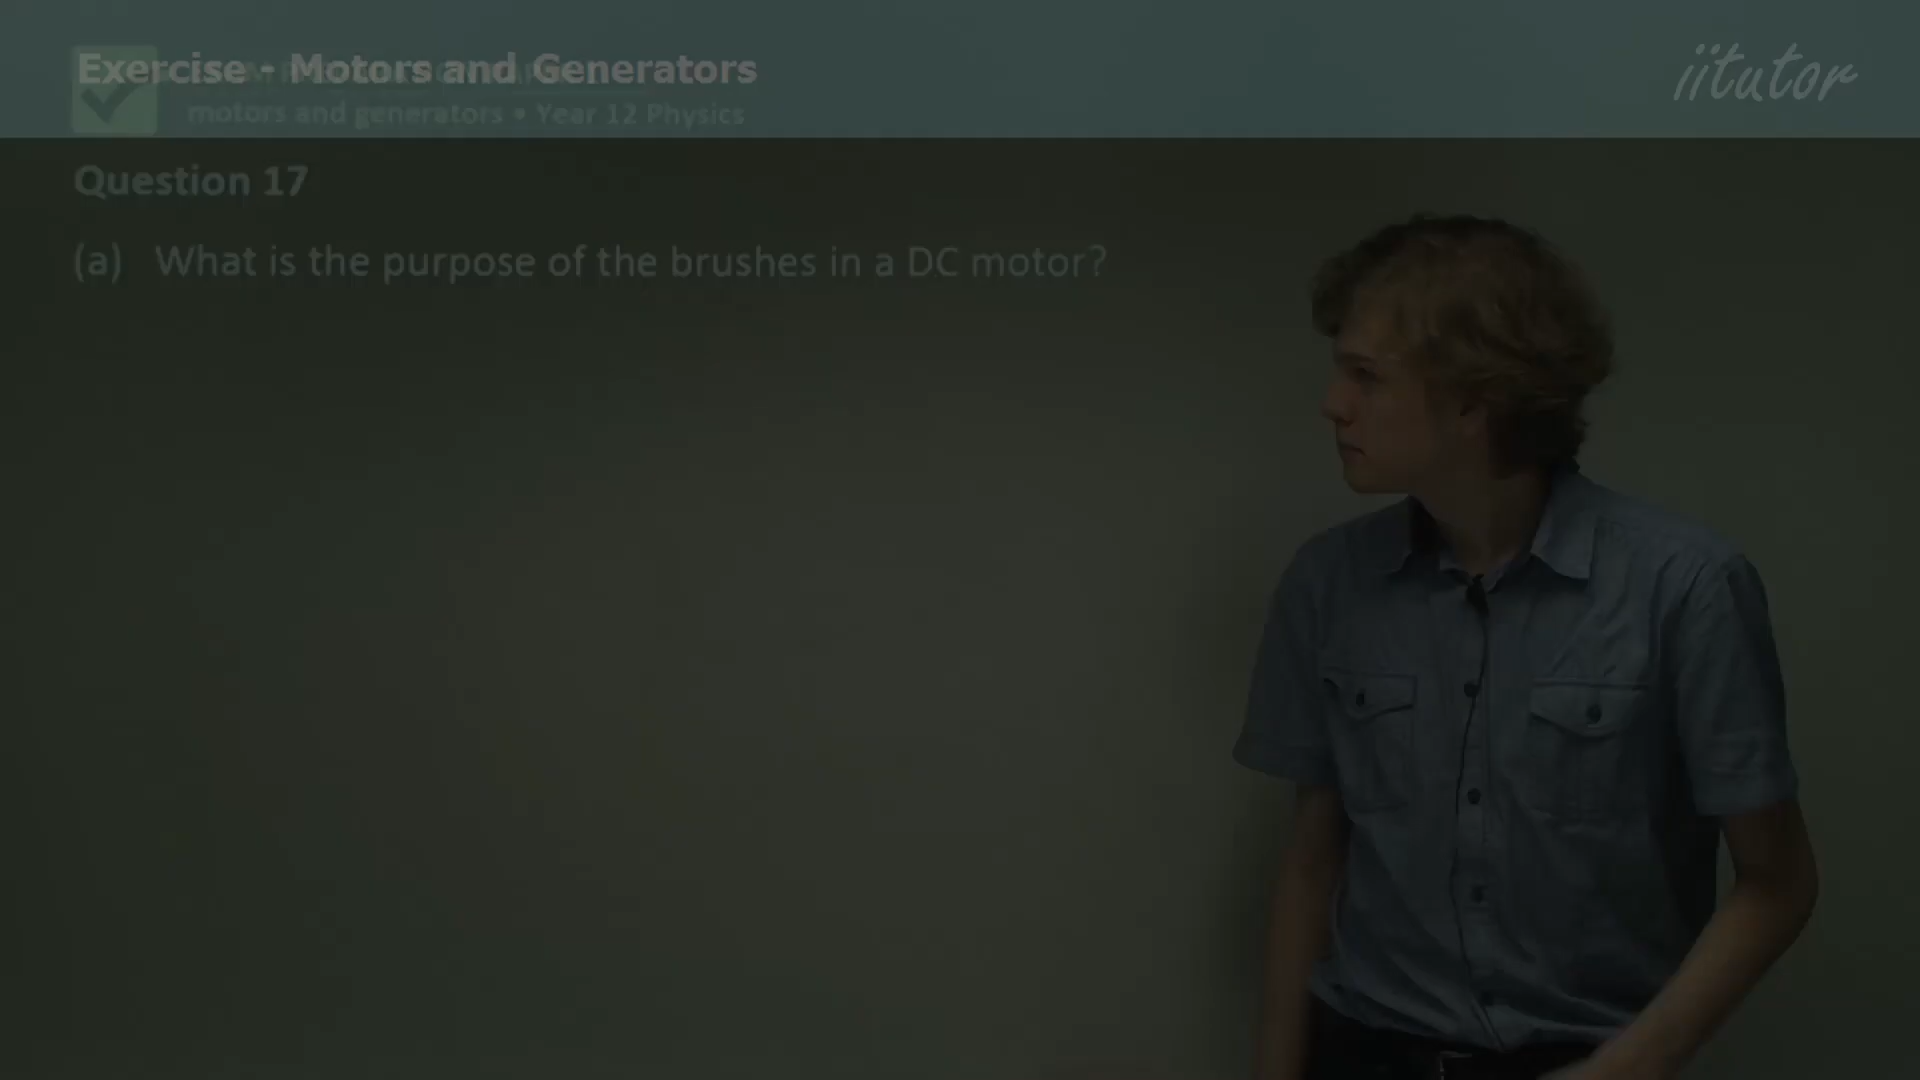 Exercise - Motors and Generators
iitutor
motors and generators • Year 12 Physics
Question 17
(a) What is the purpose of the brushes in a DC motor?